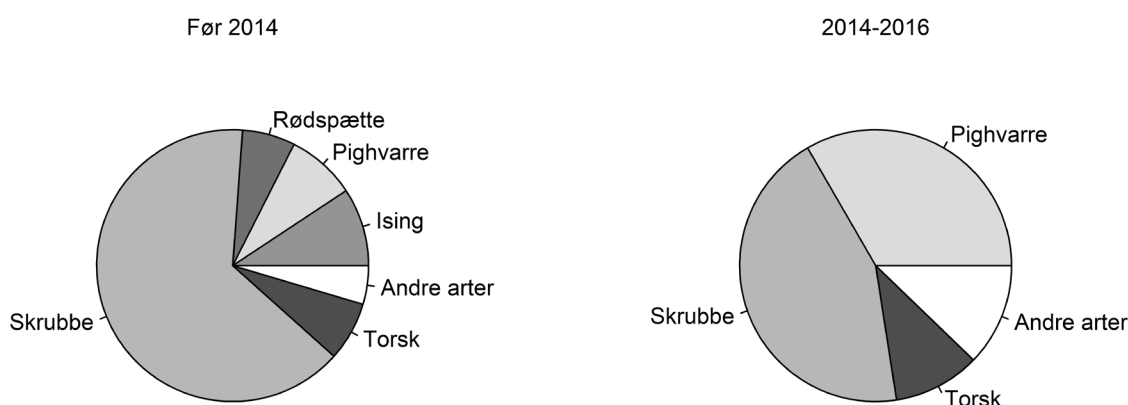 Før 2014
Rødspætte
Pighvarre
Ising
Andre arter
Torsk
Skrubbe
2014-2016
Pighvarre
Skrubbe
Andre arter
Torsk